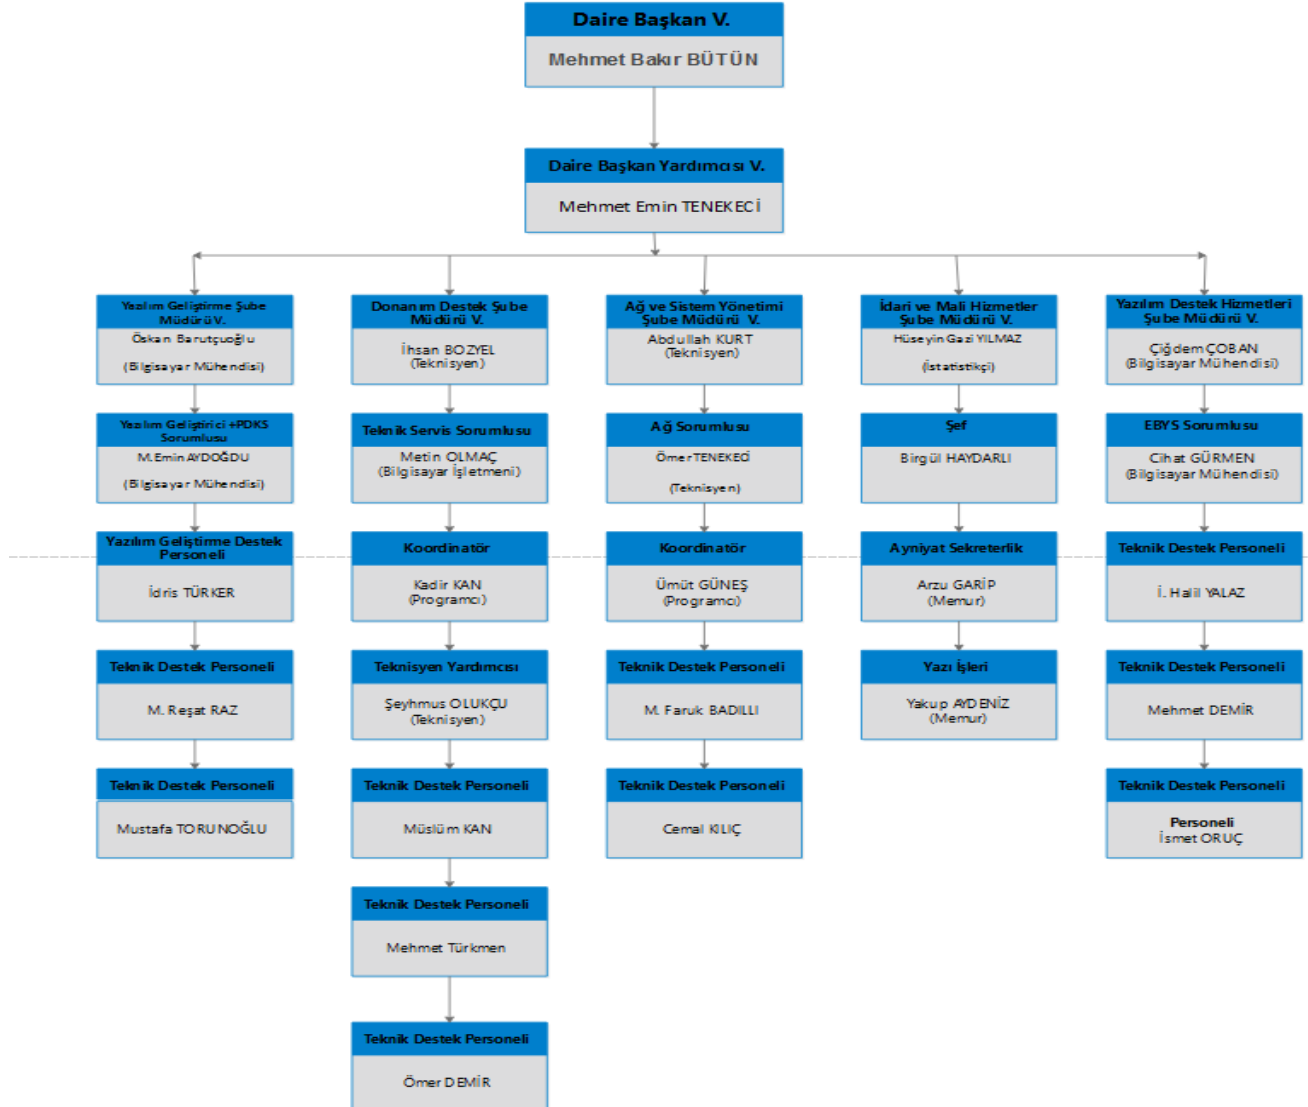 Daire Başkan V.
Mehmet Bakır BÜTÜN
Daire Başkan Yardımcısı V.
Mehmet Emin TENEKECİ
Yazılım Geliştirme Şube
Müdürü V.
Öskan Barutçuoğlu
(Bilgisayar Mühendisi)
Yazılım Geliştirici +PDKS
Sorumlusu
M.Emin AYDOĞDU
(Bilgisayar Mühendisi)
Yazılım Geliştirme Destek
Personeli
İdris TÜRKER
Teknik Destek Personeli
M. Reşat RAZ
Teknik Destek Personeli
Mustafa TORUNOĞLU
Donanım Destek Şube
Müdürü V.
İhsan BOZYEL
(Teknisyen)
Teknik Servis Sorumlusu
Metin OLMAÇ
(Bilgisayar İşletmeni)
Koordinatör
Kadir KAN
(Programcı)
Teknisyen Yardımcısı
Şeyhmus OLUKÇU
(Teknisyen)
Teknik Destek Personeli
Müslüm KAN
Teknik Destek Personeli
Mehmet Türkmen
Teknik Destek Personeli
Ömer DEMİR
Ağ ve Sistem Yönetimi
Şube Müdürü V.
Abdullah KURT
(Teknisyen)
Ağ Sorumlusu
Ömer TENEKECİ
(Teknisyen)
Koordinatör
Ümüt GÜNEŞ
(Programcı)
Teknik Destek Personeli
M. Faruk BADILLI
Teknik Destek Personeli
Cemal KILIÇ
İdari ve Mali Hizmetler
Şube Müdürü V.
Hüseyin Gazi YILMAZ
(İstatistikçi)
Şef
Birgül HAYDARLI
Ayniyat Sekreterlik
Arzu GARİP
(Memur)
Yazı İşleri
Yakup AYDENİZ
(Memur)
Yazılım Destek Hizmetleri
Şube Müdürü V.
Çiğdem ÇOBAN
(Bilgisayar Mühendisi)
EBYS Sorumlusu
Cihat GÜRMEN
(Bilgisayar Mühendisi)
Teknik Destek Personeli
İ. Halil YALAZ
Teknik Destek Personeli
Mehmet DEMİR
Teknik Destek Personeli
Personeli
İsmet ORUÇ